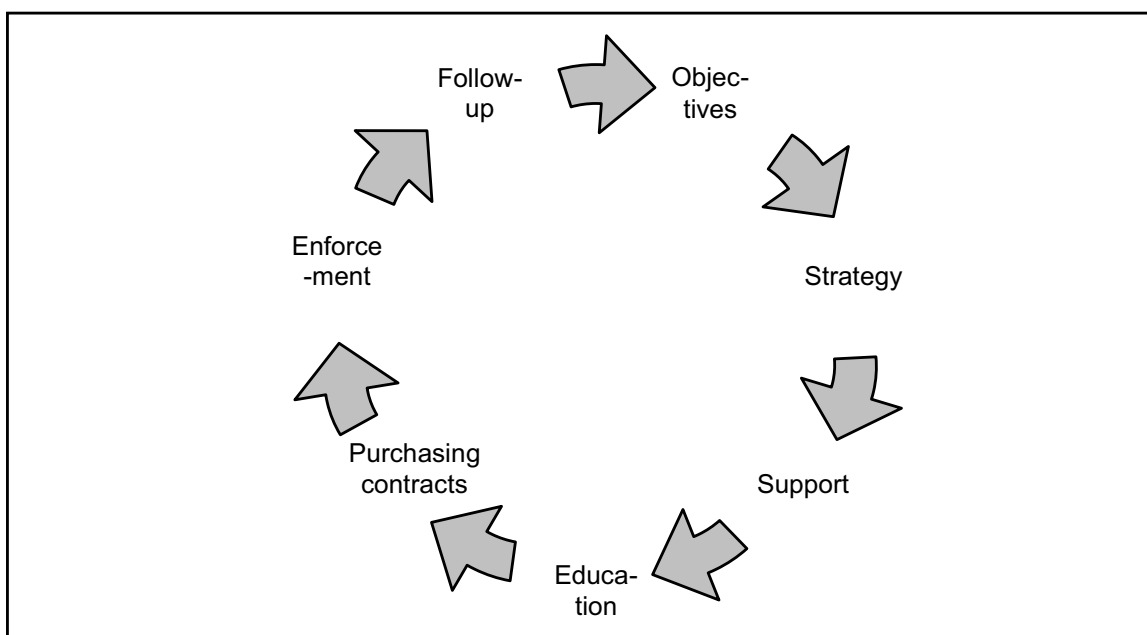 Follow-
up
Objec-
tives
Strategy
Support
Educa-
tion
Purchasing
contracts
Enforce
-ment